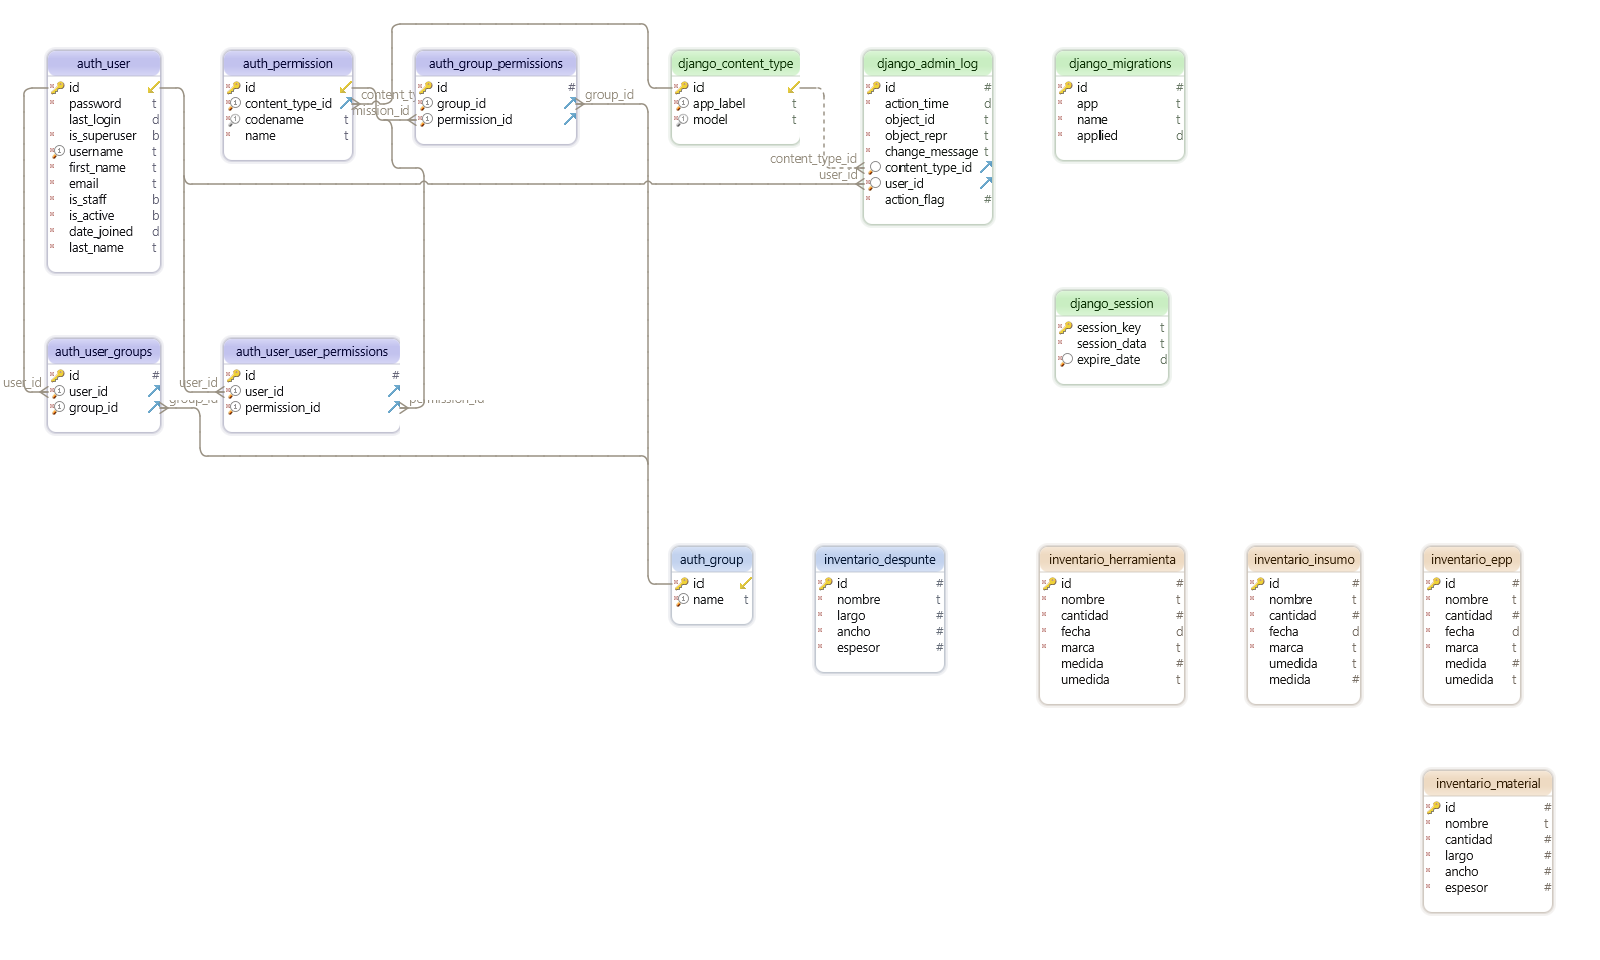 auth_user
id
password t
last_login d
is_superuser b
username t
first_name t
email t
is_staff b
is_active b
date_joined d
last_name t
auth_permission
id
content_type_id
codename t
name t
content_t
mission_id
auth_group_permissions
id #
group_id
permission_id
group_id
django_content_type
id
app_label t
model t
content_type_id
user_id
django_admin_log
id #
action_time d
object_id t
object_repr t
change_message t
content_type_id
user_id
action_flag #
django_migrations
id #
app t
name t
applied d
django_session
session_key t
session_data t
expire_date d
user_id
auth_user_groups
id #
user_id
group_id
group_id
user_id
auth_user_user_permissions
id #
user_id
permission_id
permission_id
auth_group
id
name t
inventario_despunte
id #
nombre t
largo #
ancho #
espesor #
inventario_herramienta
id #
nombre t
cantidad #
fecha d
marca t
medida #
umedida t
inventario_insumo
id #
nombre t
cantidad #
fecha d
marca t
umedida t
medida #
inventario_epp
id #
nombre t
cantidad #
fecha d
marca t
medida #
umedida t
inventario_material
id #
nombre t
cantidad #
largo #
ancho #
espesor #